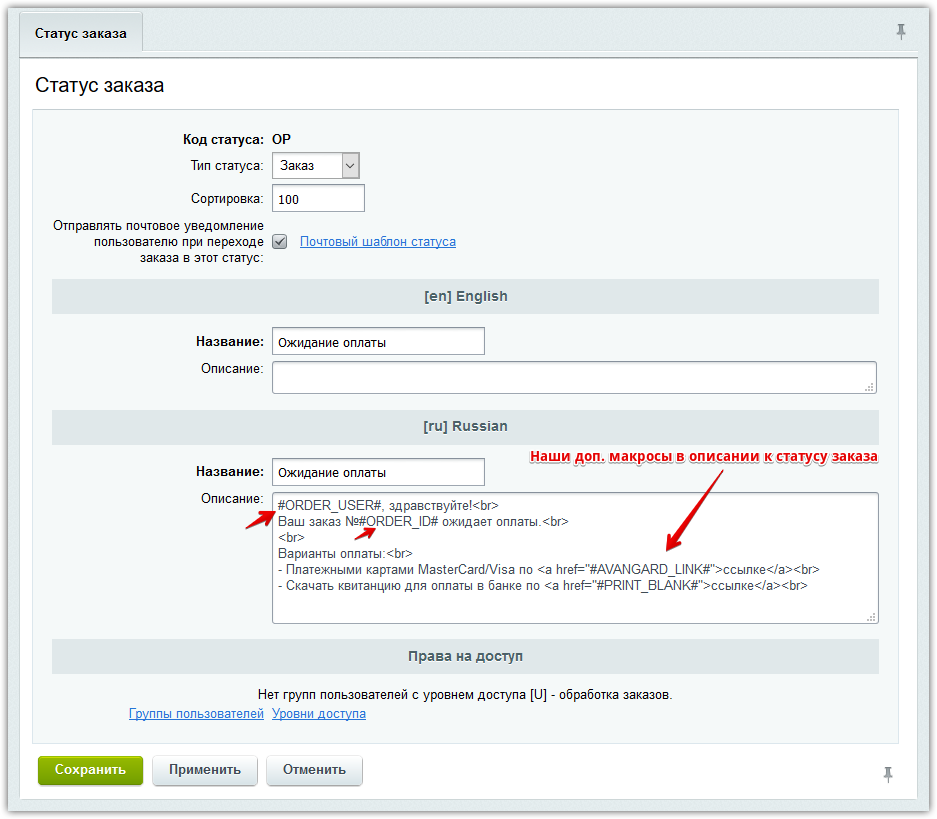 Статус заказа
Статус заказа
Код статуса: OP
Тип статуса: Заказ
Сортировка: 100
Отправлять почтовое уведомление
пользователю при переходе
заказа в этот статус:
Почтовый шаблон статуса
[en] English
Название: Ожидание оплаты
Описание:
[ru] Russian
Наши доп. макросы в описании к статусу заказа
Название: Ожидание оплаты
Описание:
#ORDER_USER#, здравствуйте!<br>
Ваш заказ №#ORDER_ID# ожидает оплаты.<br>
<br>
Варианты оплаты:<br>
- Платежными картами MasterCard/Visa по <a href="#AVANGARD_LINK#">ссылке</a><br>
- Скачать квитанцию для оплаты в банке по <a href="#PRINT_BLANK#">ссылке</a><br>
Права на доступ
Нет групп пользователей с уровнем доступа [U] - обработка заказов.
Группы пользователей Уровни доступа
Сохранить Применить Отменить